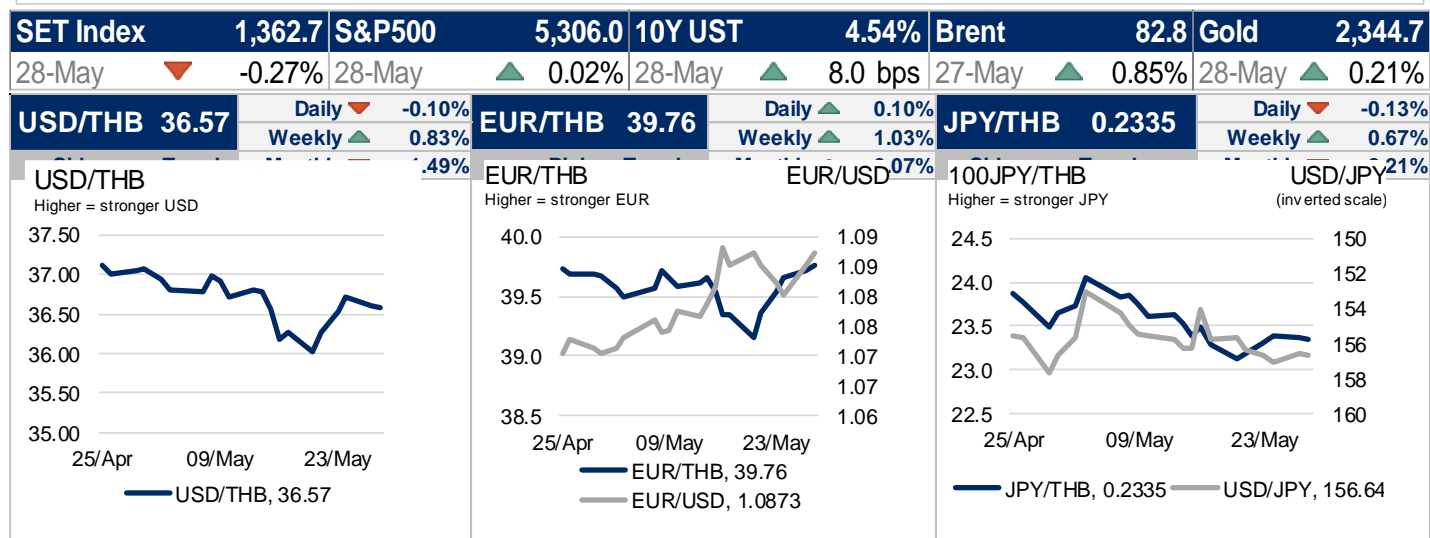 SET Index 1,362.7 S&P500 5,306.0 10Y UST 4.54% Brent 82.8 Gold 2,344.7
28-May -0.27% 28-May 0.02% 28-May 8.0 bps 27-May 0.85% 28-May 0.21%
USD/THB 36.57
Daily -0.10%
Weekly 0.83%
EUR/THB 39.76
Daily 0.10%
Weekly 1.03%
JPY/THB 0.2335
Daily -0.13%
Weekly 0.67%
USD/THB
Higher = stronger USD
37.50
37.00
36.50
36.00
35.50
35.00
25/Apr 09/May 23/May
USD/THB, 36.57
EUR/THB EUR/USD
Higher = stronger EUR
40.0 1.09
1.09
39.5 1.08
1.08
39.0 1.07
1.07
38.5 1.06
25/Apr 09/May 23/May
EUR/THB, 39.76
EUR/USD, 1.0873
100JPY/THB USD/JPY
Higher = stronger JPY (inverted scale)
24.5 150
152
24.0
154
23.5
156
23.0
158
22.5 160
25/Apr 09/May 23/May
JPY/THB, 0.2335 USD/JPY, 156.64